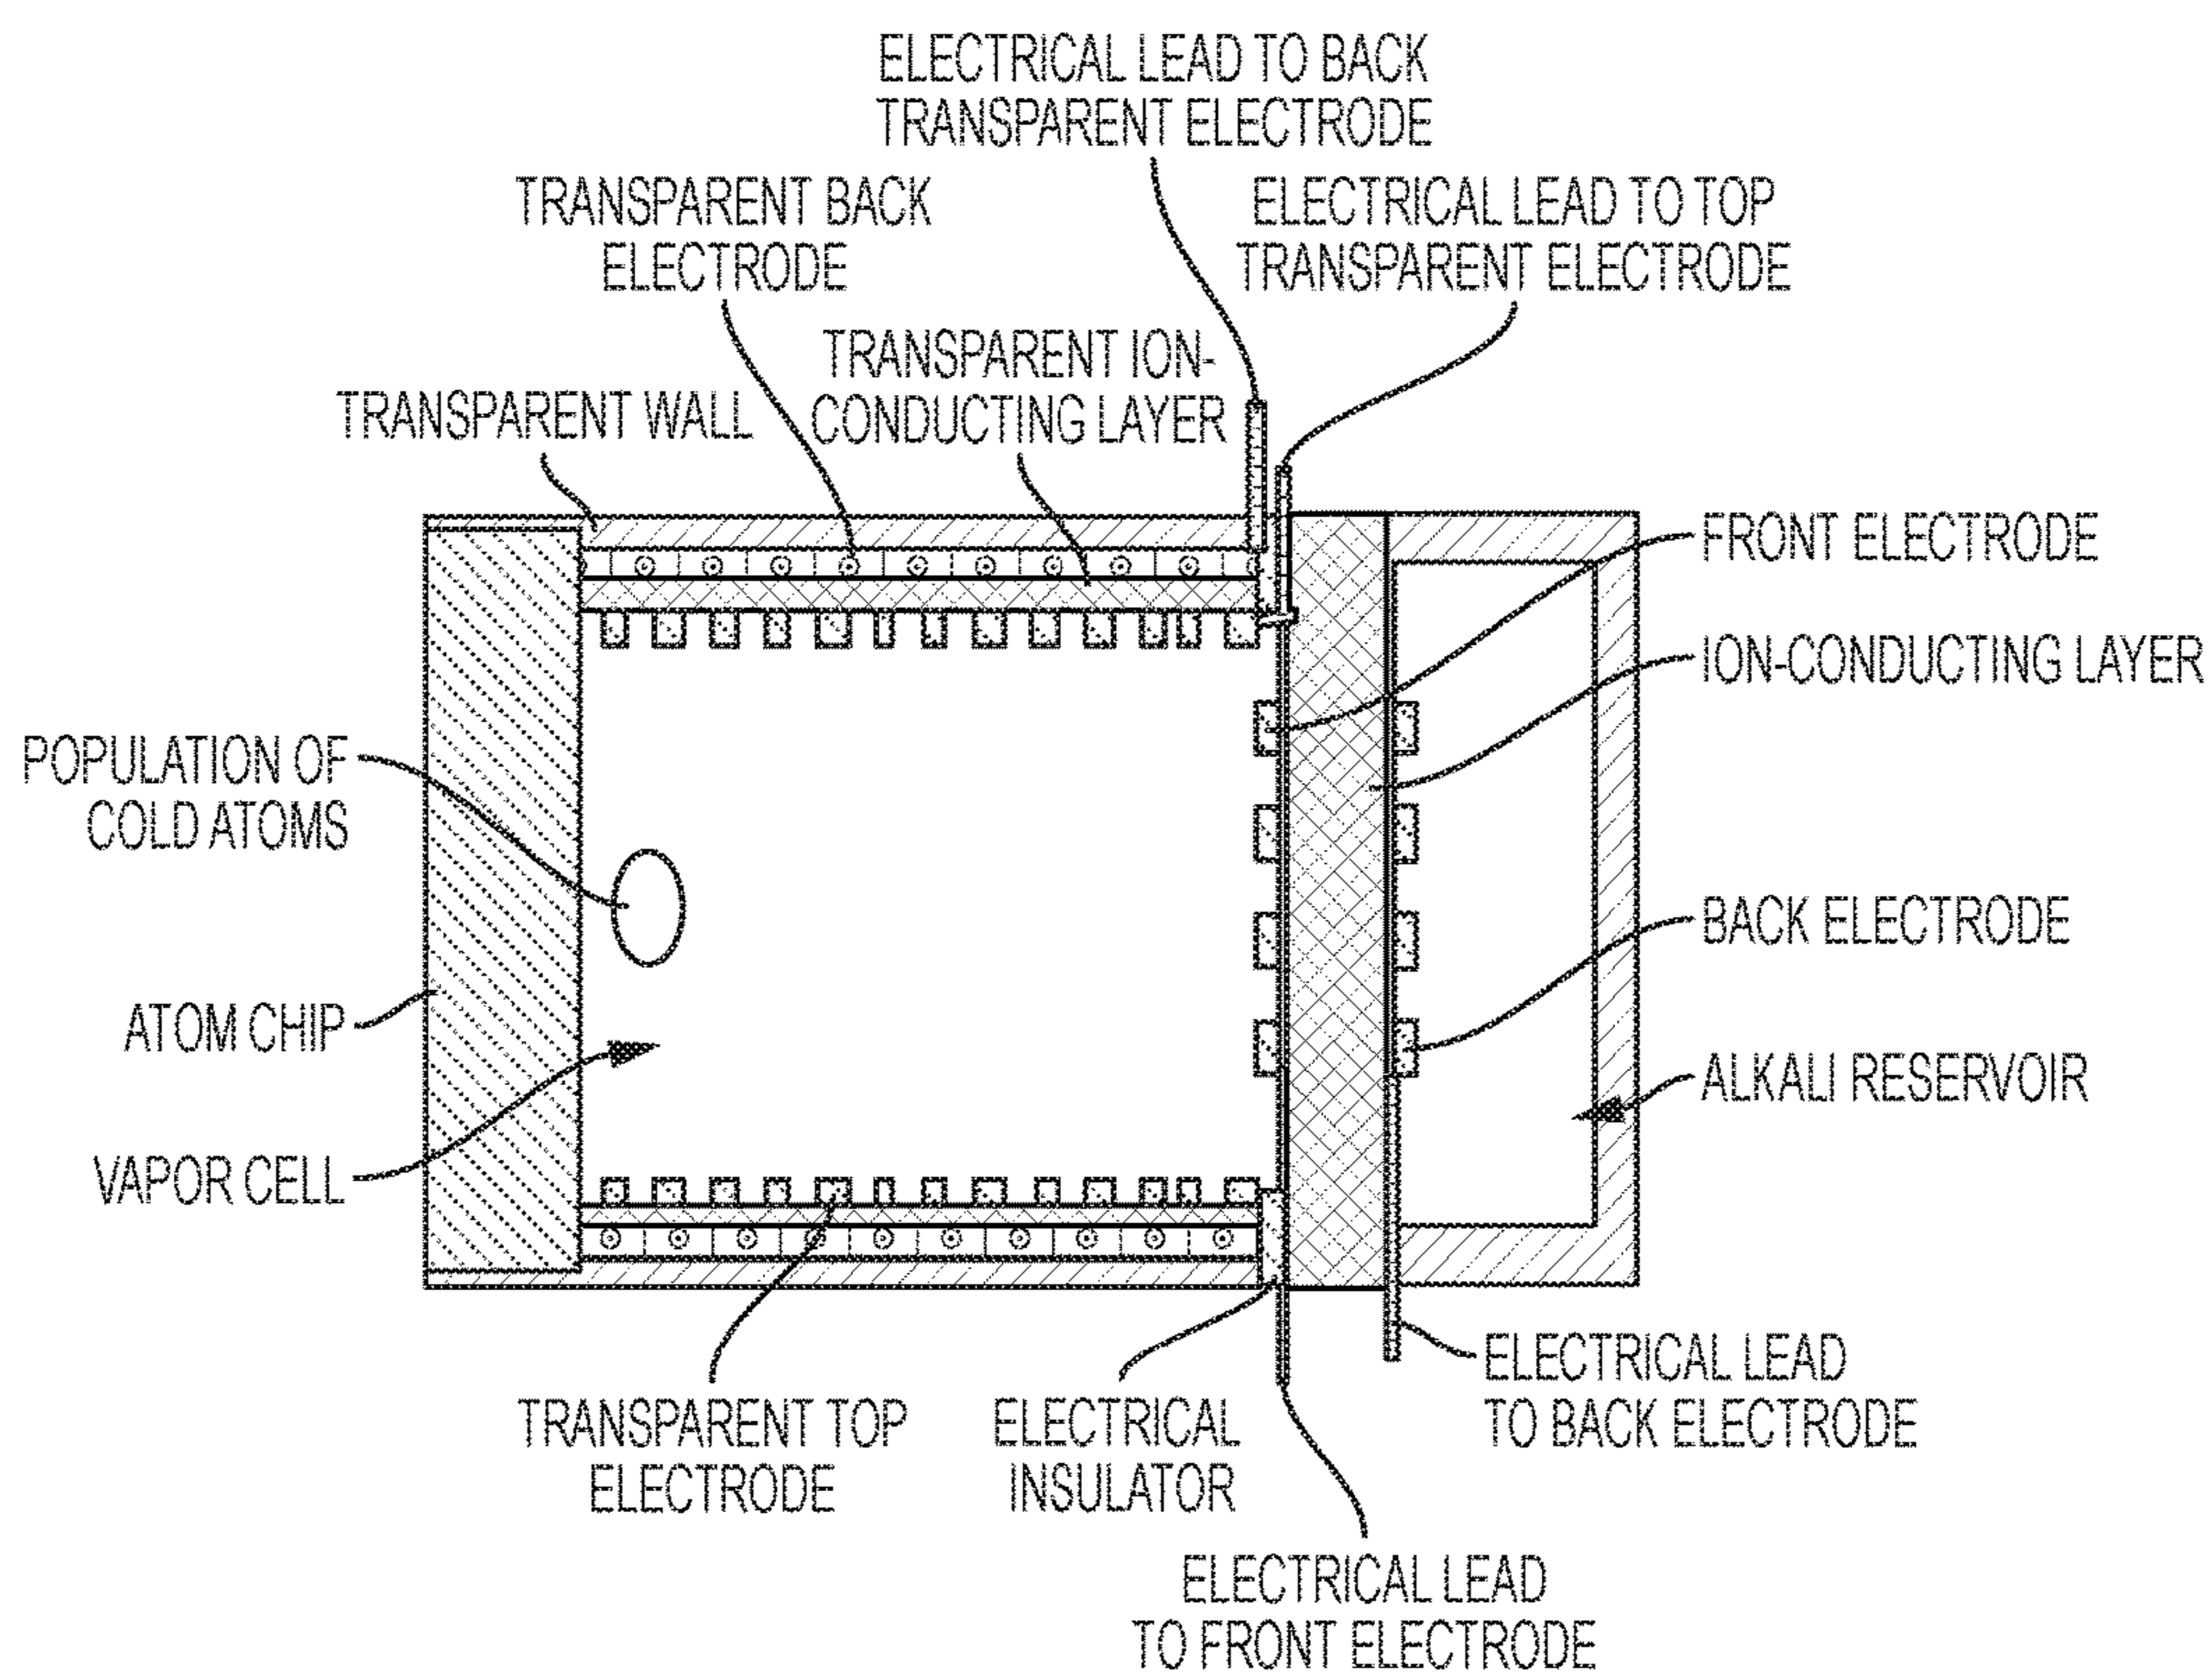 ELECTRICAL LEAD TO BACK
TRANSPARENT ELECTRODE
TRANSPARENT BACK
ELECTRODE
ELECTRICAL LEAD TO TOP
TRANSPARENT ELECTRODE
TRANSPARENT ION-
CONDUCTING LAYER
TRANSPARENT WALL
FRONT ELECTRODE
ION-CONDUCTING LAYER
POPULATION OF
COLD ATOMS
BACK ELECTRODE
ATOM CHIP
ALKALI RESERVOIR
VAPOR CELL
ELECTRICAL LEAD
TO BACK ELECTRODE
TRANSPARENT TOP
ELECTRODE
ELECTRICAL
INSULATOR
ELECTRICAL LEAD
TO FRONT ELECTRODE